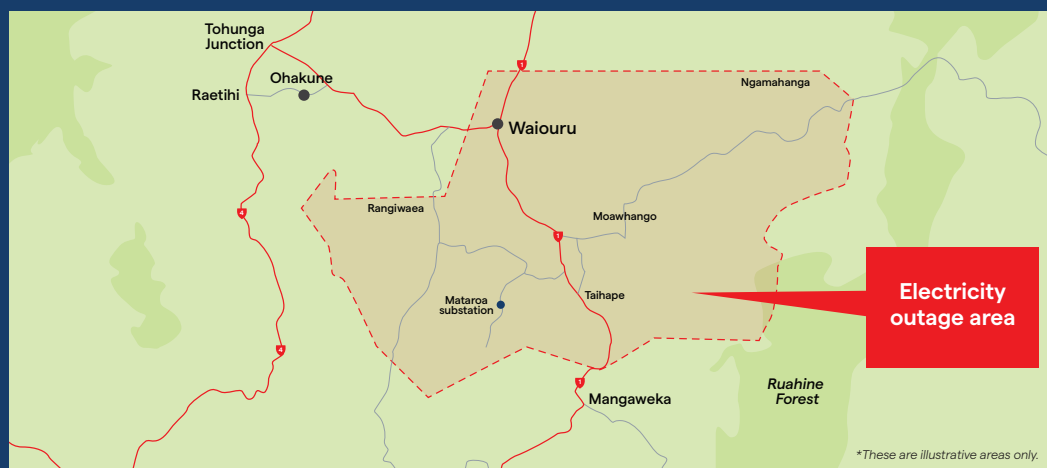 Tohunga
Junction
Ohakune
Raetihi
1
Ngamahanga
Waiouru
Rangiwaea
4
Moawhango
1
Electricity
outage area
Mataroa
substation
Taihape
4
1
Mangaweka
Ruahine
Forest
*These are illustrative areas only.